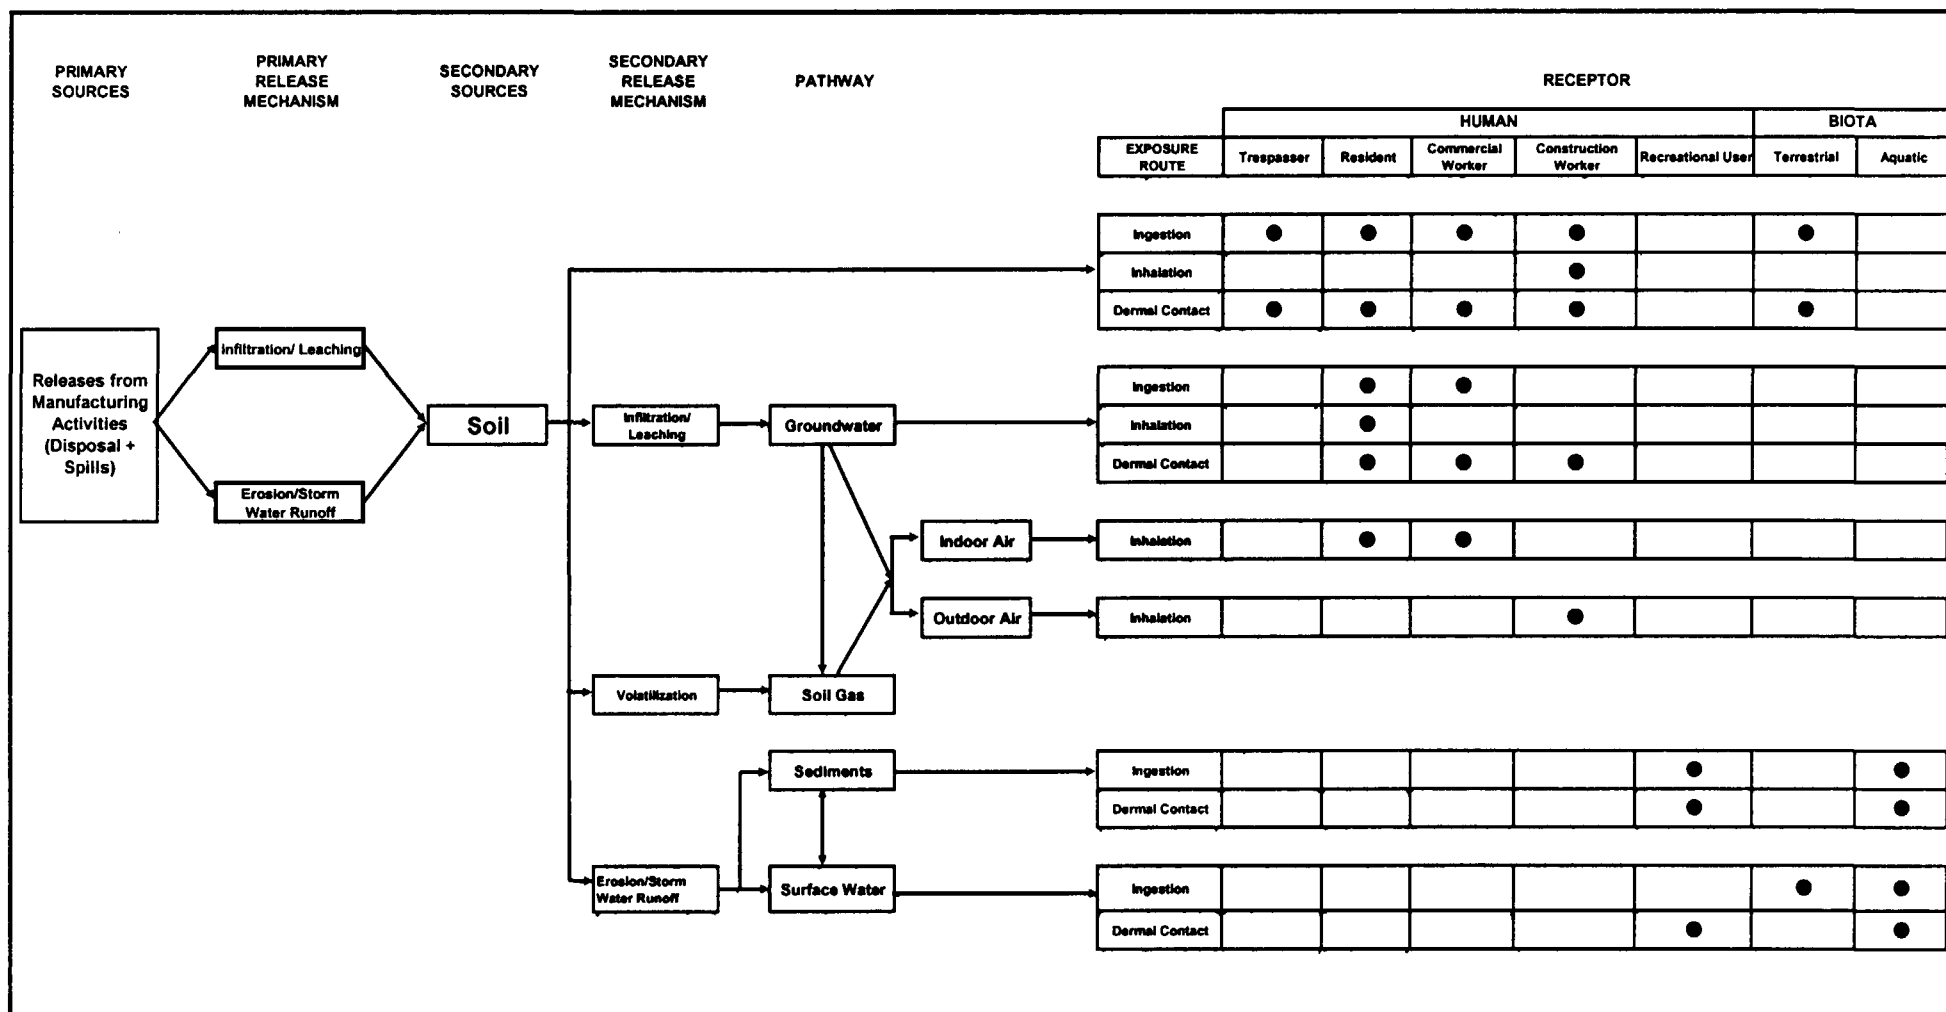 PRIMARY
SOURCES
PRIMARY
RELEASE
MECHANISM
SECONDARY
SOURCES
SECONDARY
RELEASE
MECHANISM
PATHWAY
RECEPTOR
HUMAN
BIOTA
EXPOSURE
ROUTE
Trespasser
Resident
Commercial
Worker
Construction
Worker
Recreational User
Terrestrial
Aquatic
Ingestion
Inhalation
Dermal Contact
Releases from
Manufacturing
Activities
(Disposal +
Spills)
Infiltration/ Leaching
Erosion/Storm
Water Runoff
Soil
Infiltration/
Leaching
Groundwater
Ingestion
Inhalation
Dermal Contact
Indoor Air
Inhalation
Outdoor Air
Inhalation
Volatilization
Soil Gas
Sediments
Ingestion
Dermal Contact
Erosion/Storm
Water Runoff
Surface Water
Ingestion
Dermal Contact